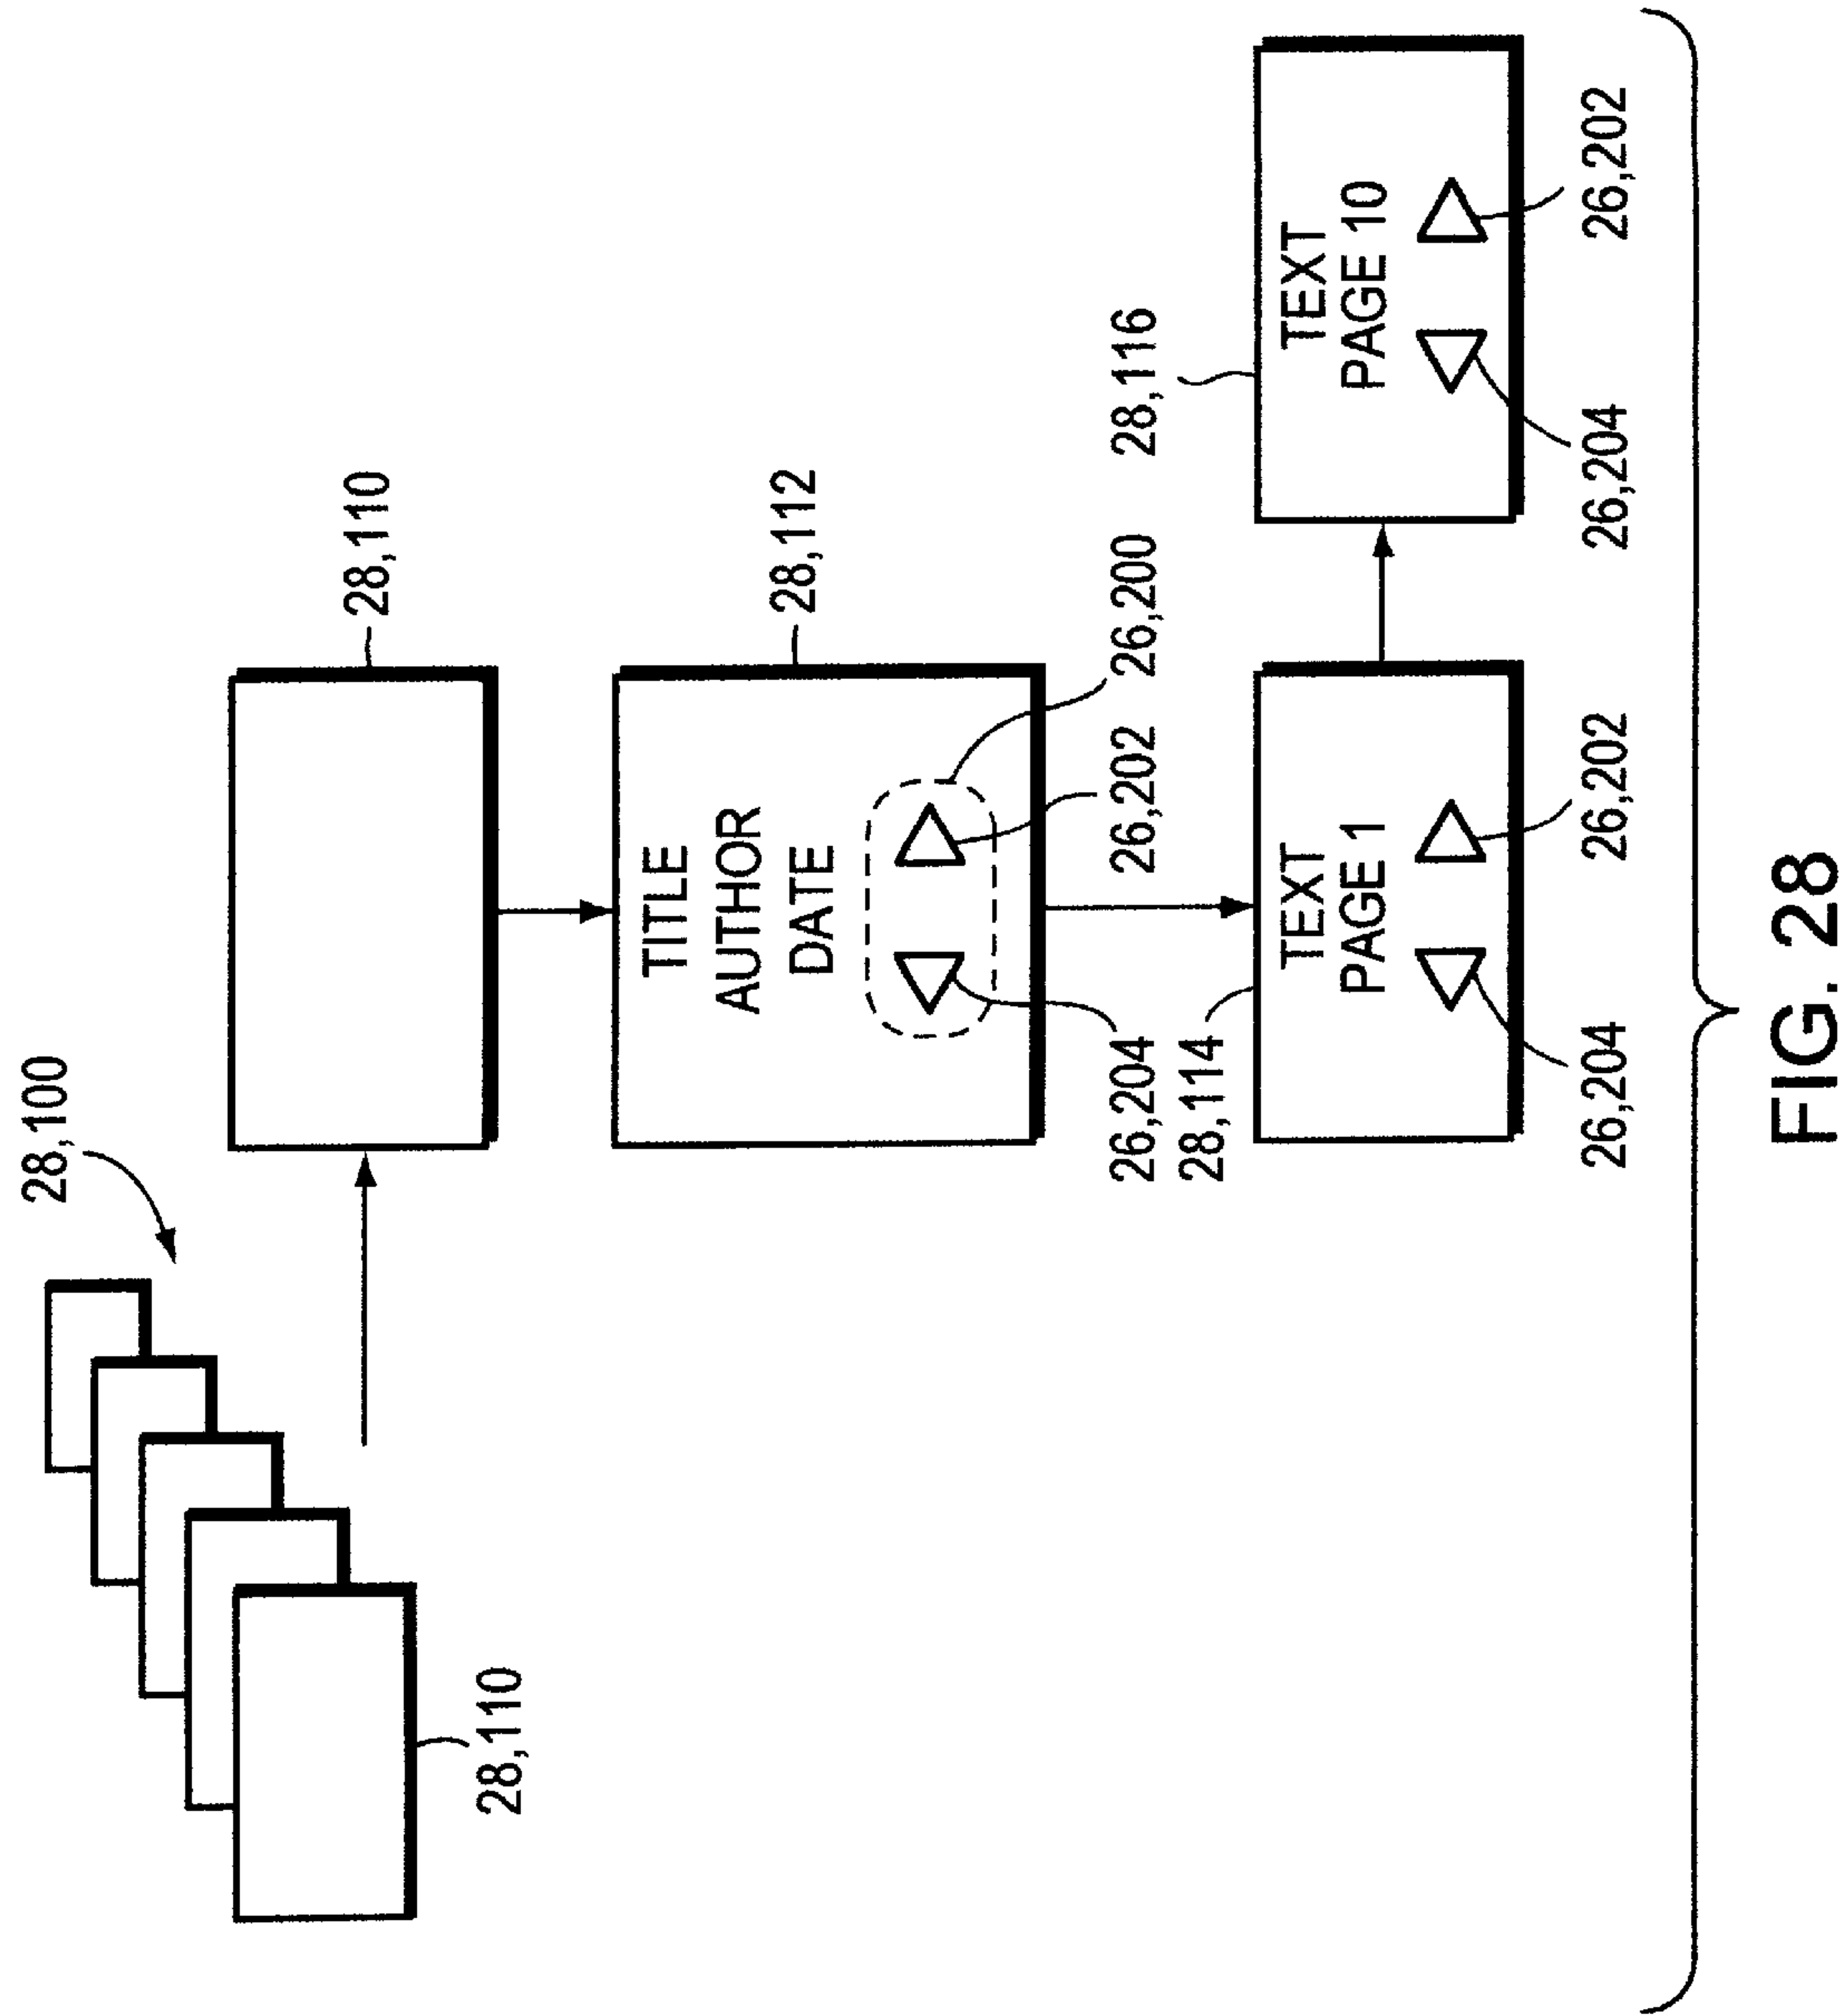 28,100
28,110
28,110
TITLE
AUTHOR
DATE
28,112
26,204
26,202
26,200
28,114
TEXT
PAGE 1
26,204
26,202
28,116
TEXT
PAGE 10
26,204
26,202
FIG. 28